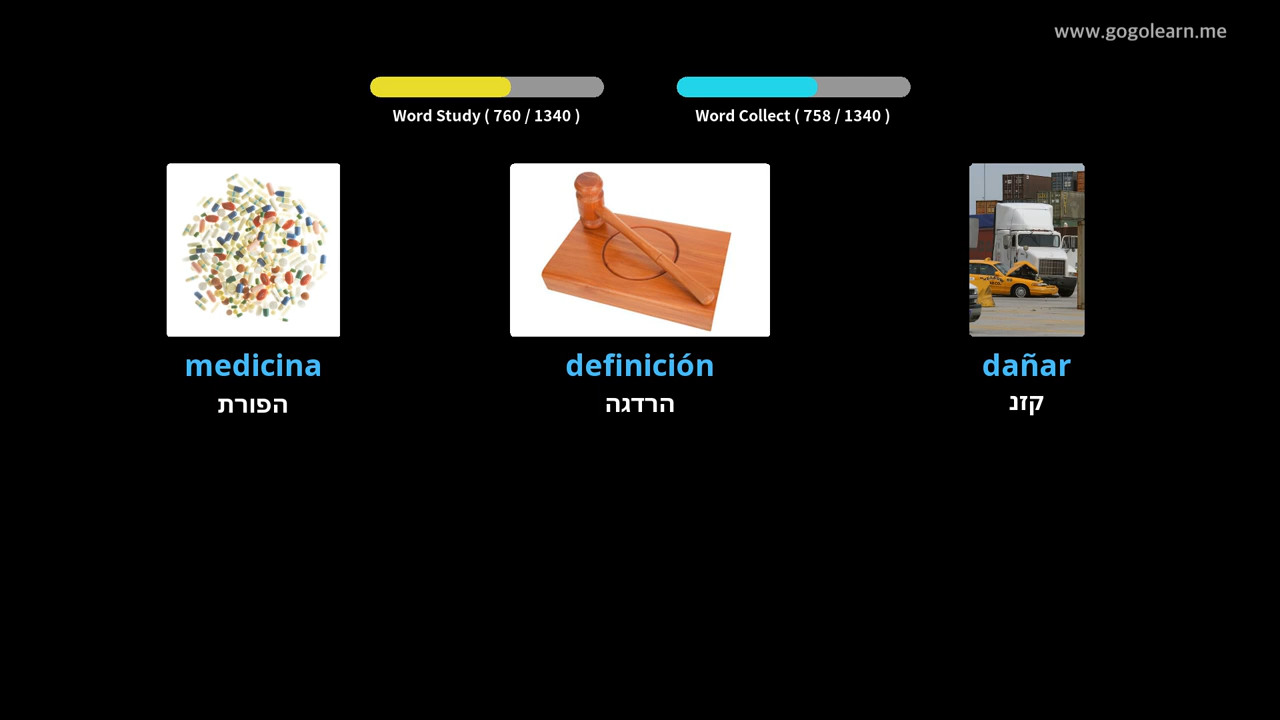 www.gogolearn.me
Word Study ( 760 / 1340 )
Word Collect ( 758 / 1340 )
medicina
הפורת
definición
הרדגה
dañar
קזנ